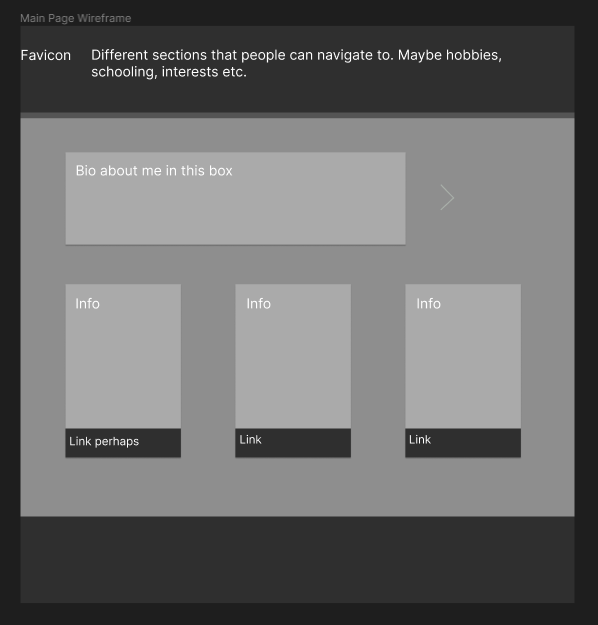 Main Page Wireframe
Favicon
Different sections that people can navigate to. Maybe hobbies,
schooling, interests etc.
Bio about me in this box
Info
Info
Info
Link perhaps
Link
Link